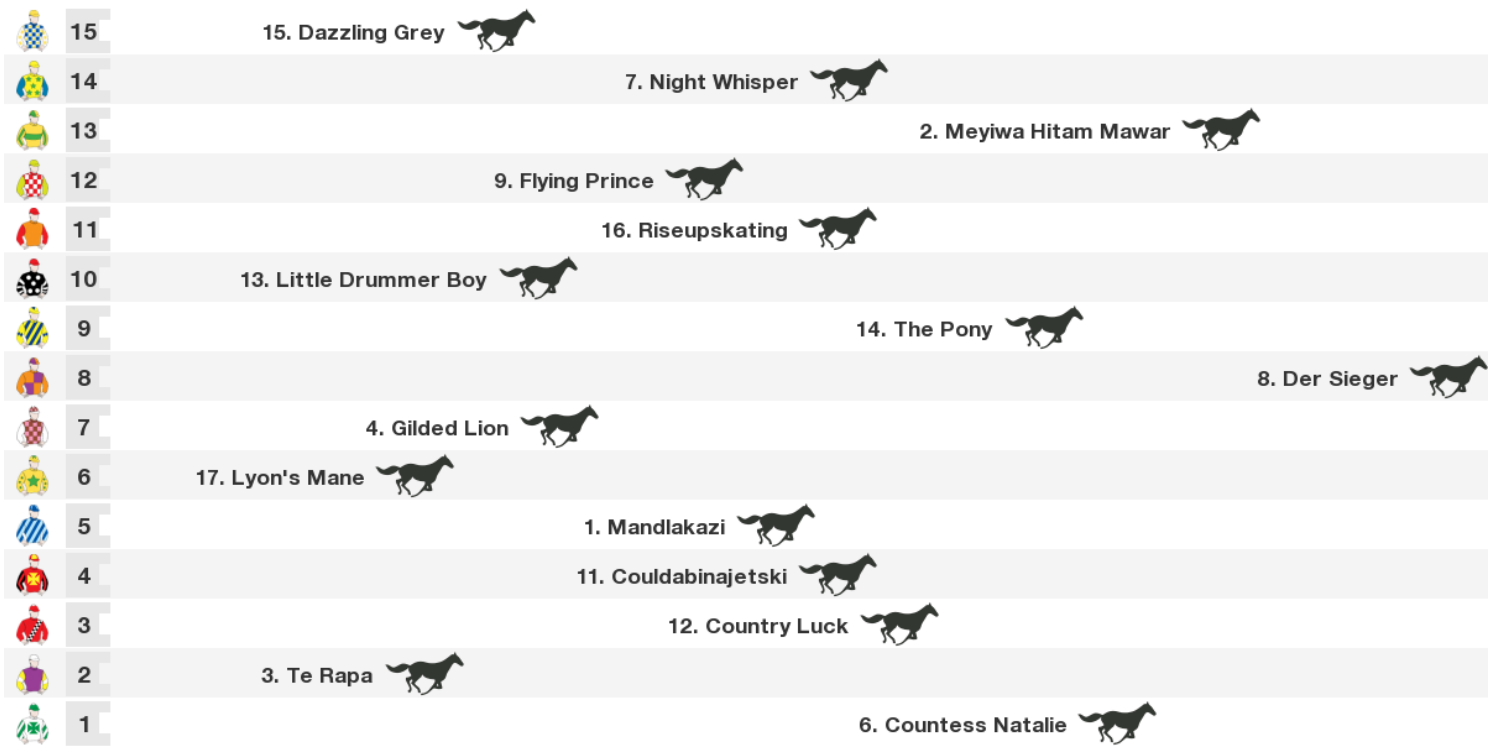 15 15. Dazzling Grey
14 7. Night Whisper
13 2. Meyiwa Hitam Mawar
12 9. Flying Prince
11 16. Riseupskating
10 13. Little Drummer Boy
9 14. The Pony
8 8. Der Sieger
7 4. Gilded Lion
6 17. Lyon's Mane
5 1. Mandlakazi
4 11. Couldabinajetski
3 12. Country Luck
2 3. Te Rapa
1 6. Countess Natalie